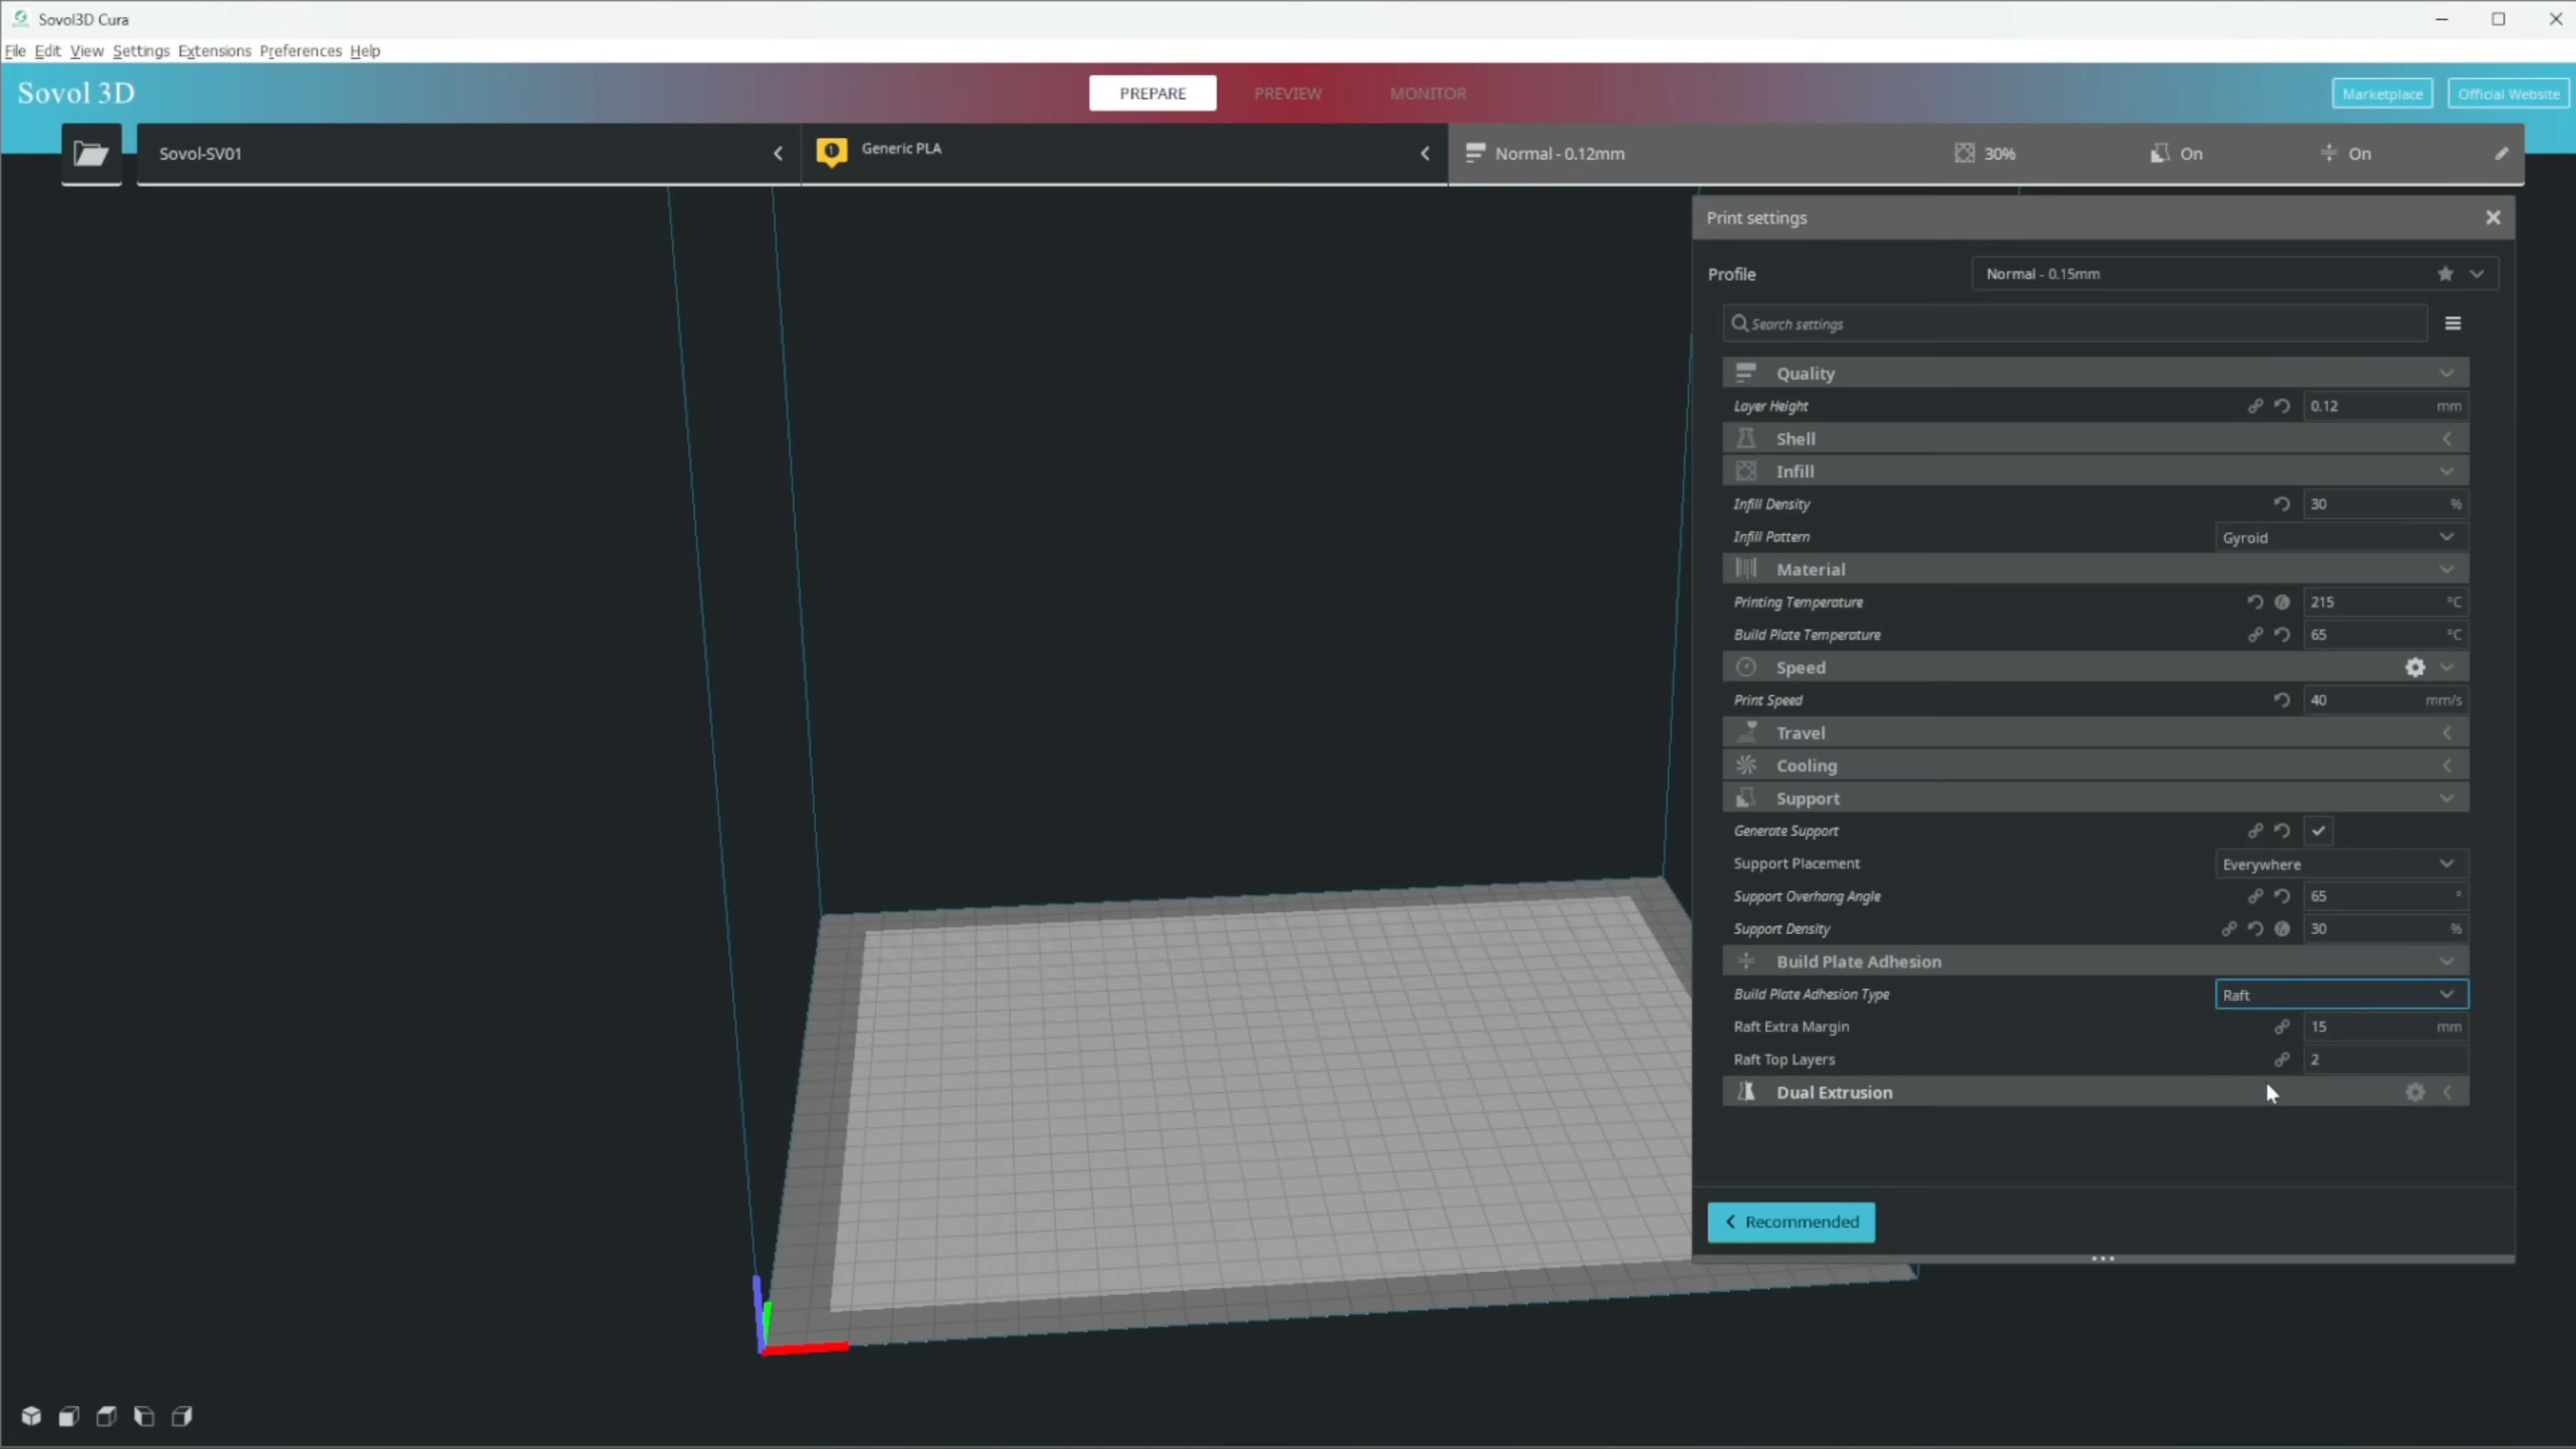 Sovol3D Cura
File Edit View Settings Extensions Preferences Help
Sovol 3D
PREPARE
PREVIEW
MONITOR
Marketplace
Official Website
Sovol-SV01
1
Generic PLA
Normal - 0.12mm
30%
On
On
Print settings
Profile
Normal - 0.15mm
Search settings
Quality
Layer Height 0.12 mm
Shell
Infill
Infill Density 30 %
Infill Pattern Gyroid
Material
Printing Temperature 215 °C
Build Plate Temperature 65 °C
Speed
Print Speed 40 mm/s
Travel
Cooling
Support
Generate Support
Support Placement Everywhere
Support Overhang Angle 65 °
Support Density 30 %
Build Plate Adhesion
Build Plate Adhesion Type Raft
Raft Extra Margin 15 mm
Raft Top Layers 2
Dual Extrusion
Recommended